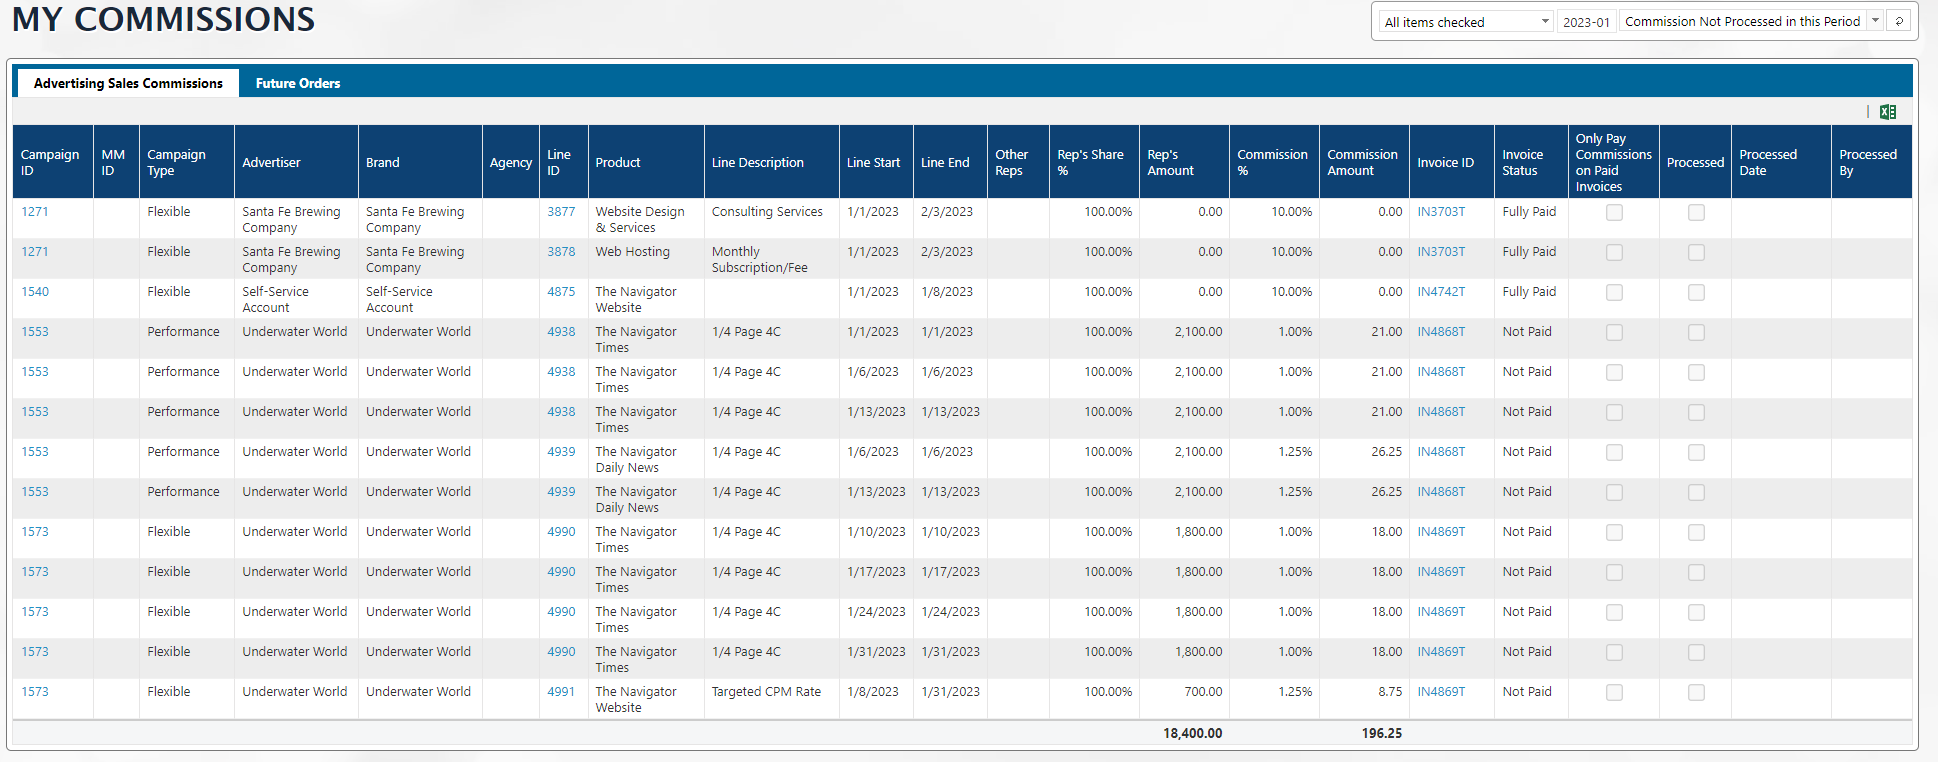 MY COMMISSIONS
All items checked 2023-01 Commission Not Processed in this Period
Advertising Sales Commissions Future Orders
Campaign ID MM ID Campaign Type Advertiser Brand Agency Line ID Product Line Description Line Start Line End Other Reps Rep's Share % Rep's Amount Commission % Commission Amount Invoice ID Invoice Status Only Pay Commissions on Paid Invoices Processed Processed Date Processed By
1271 Flexible Santa Fe Brewing Company Santa Fe Brewing Company 3877 Website Design & Services Consulting Services 1/1/2023 2/3/2023 100.00% 0.00 10.00% 0.00 IN3703T Fully Paid
1271 Flexible Santa Fe Brewing Company Santa Fe Brewing Company 3878 Web Hosting Monthly Subscription/Fee 1/1/2023 2/3/2023 100.00% 0.00 10.00% 0.00 IN3703T Fully Paid
1540 Flexible Self-Service Account Self-Service Account 4875 The Navigator Website 1/1/2023 1/8/2023 100.00% 0.00 10.00% 0.00 IN4742T Fully Paid
1553 Performance Underwater World Underwater World 4938 The Navigator Times 1/4 Page 4C 1/1/2023 1/1/2023 100.00% 2,100.00 1.00% 21.00 IN4868T Not Paid
1553 Performance Underwater World Underwater World 4938 The Navigator Times 1/4 Page 4C 1/6/2023 1/6/2023 100.00% 2,100.00 1.00% 21.00 IN4868T Not Paid
1553 Performance Underwater World Underwater World 4938 The Navigator Times 1/4 Page 4C 1/13/2023 1/13/2023 100.00% 2,100.00 1.00% 21.00 IN4868T Not Paid
1553 Performance Underwater World Underwater World 4939 The Navigator Daily News 1/4 Page 4C 1/6/2023 1/6/2023 100.00% 2,100.00 1.25% 26.25 IN4868T Not Paid
1553 Performance Underwater World Underwater World 4939 The Navigator Daily News 1/4 Page 4C 1/13/2023 1/13/2023 100.00% 2,100.00 1.25% 26.25 IN4868T Not Paid
1573 Flexible Underwater World Underwater World 4990 The Navigator Times 1/4 Page 4C 1/10/2023 1/10/2023 100.00% 1,800.00 1.00% 18.00 IN4869T Not Paid
1573 Flexible Underwater World Underwater World 4990 The Navigator Times 1/4 Page 4C 1/17/2023 1/17/2023 100.00% 1,800.00 1.00% 18.00 IN4869T Not Paid
1573 Flexible Underwater World Underwater World 4990 The Navigator Times 1/4 Page 4C 1/24/2023 1/24/2023 100.00% 1,800.00 1.00% 18.00 IN4869T Not Paid
1573 Flexible Underwater World Underwater World 4990 The Navigator Times 1/4 Page 4C 1/31/2023 1/31/2023 100.00% 1,800.00 1.00% 18.00 IN4869T Not Paid
1573 Flexible Underwater World Underwater World 4991 The Navigator Website Targeted CPM Rate 1/8/2023 1/31/2023 100.00% 700.00 1.25% 8.75 IN4869T Not Paid
18,400.00 196.25